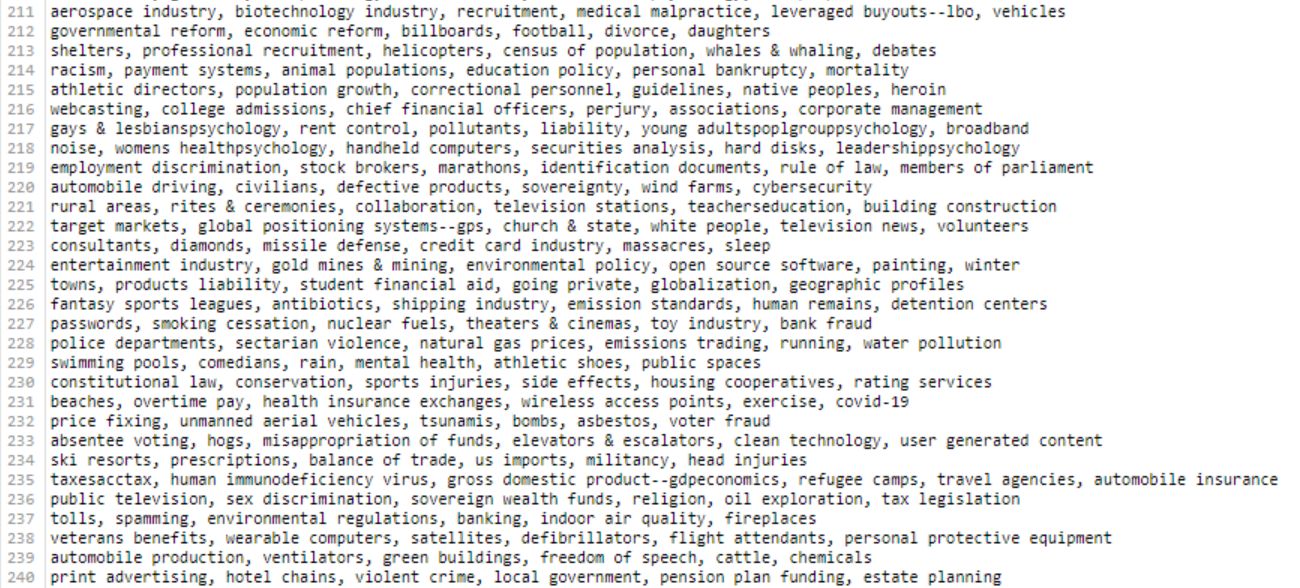 211 aerospace industry, biotechnology industry, recruitment, medical malpractice, leveraged buyouts--lbo, vehicles
212 governmental reform, economic reform, billboards, football, divorce, daughters
213 shelters, professional recruitment, helicopters, census of population, whales & whaling, debates
214 racism, payment systems, animal populations, education policy, personal bankruptcy, mortality
215 athletic directors, population growth, correctional personnel, guidelines, native peoples, heroin
216 webcasting, college admissions, chief financial officers, perjury, associations, corporate management
217 gays & lesbianspsychology, rent control, pollutants, liability, young adultspoplgrouppsychology, broadband
218 noise, womens healthpsychology, handheld computers, securities analysis, hard disks, leadershippsychology
219 employment discrimination, stock brokers, marathons, identification documents, rule of law, members of parliament
220 automobile driving, civilians, defective products, sovereignty, wind farms, cybersecurity
221 rural areas, rites & ceremonies, collaboration, television stations, teacherseducation, building construction
222 target markets, global positioning systems--gps, church & state, white people, television news, volunteers
223 consultants, diamonds, missile defense, credit card industry, massacres, sleep
224 entertainment industry, gold mines & mining, environmental policy, open source software, painting, winter
225 towns, products liability, student financial aid, going private, globalization, geographic profiles
226 fantasy sports leagues, antibiotics, shipping industry, emission standards, human remains, detention centers
227 passwords, smoking cessation, nuclear fuels, theaters & cinemas, toy industry, bank fraud
228 police departments, sectarian violence, natural gas prices, emissions trading, running, water pollution
229 swimming pools, comedians, rain, mental health, athletic shoes, public spaces
230 constitutional law, conservation, sports injuries, side effects, housing cooperatives, rating services
231 beaches, overtime pay, health insurance exchanges, wireless access points, exercise, covid-19
232 price fixing, unmanned aerial vehicles, tsunamis, bombs, asbestos, voter fraud
233 absentee voting, hogs, misappropriation of funds, elevators & escalators, clean technology, user generated content
234 ski resorts, prescriptions, balance of trade, us imports, militancy, head injuries
235 taxesacctax, human immunodeficiency virus, gross domestic product--gdpeconomics, refugee camps, travel agencies, automobile insurance
236 public television, sex discrimination, sovereign wealth funds, religion, oil exploration, tax legislation
237 tolls, spamming, environmental regulations, banking, indoor air quality, fireplaces
238 veterans benefits, wearable computers, satellites, defibrillators, flight attendants, personal protective equipment
239 automobile production, ventilators, green buildings, freedom of speech, cattle, chemicals
240 print advertising, hotel chains, violent crime, local government, pension plan funding, estate planning